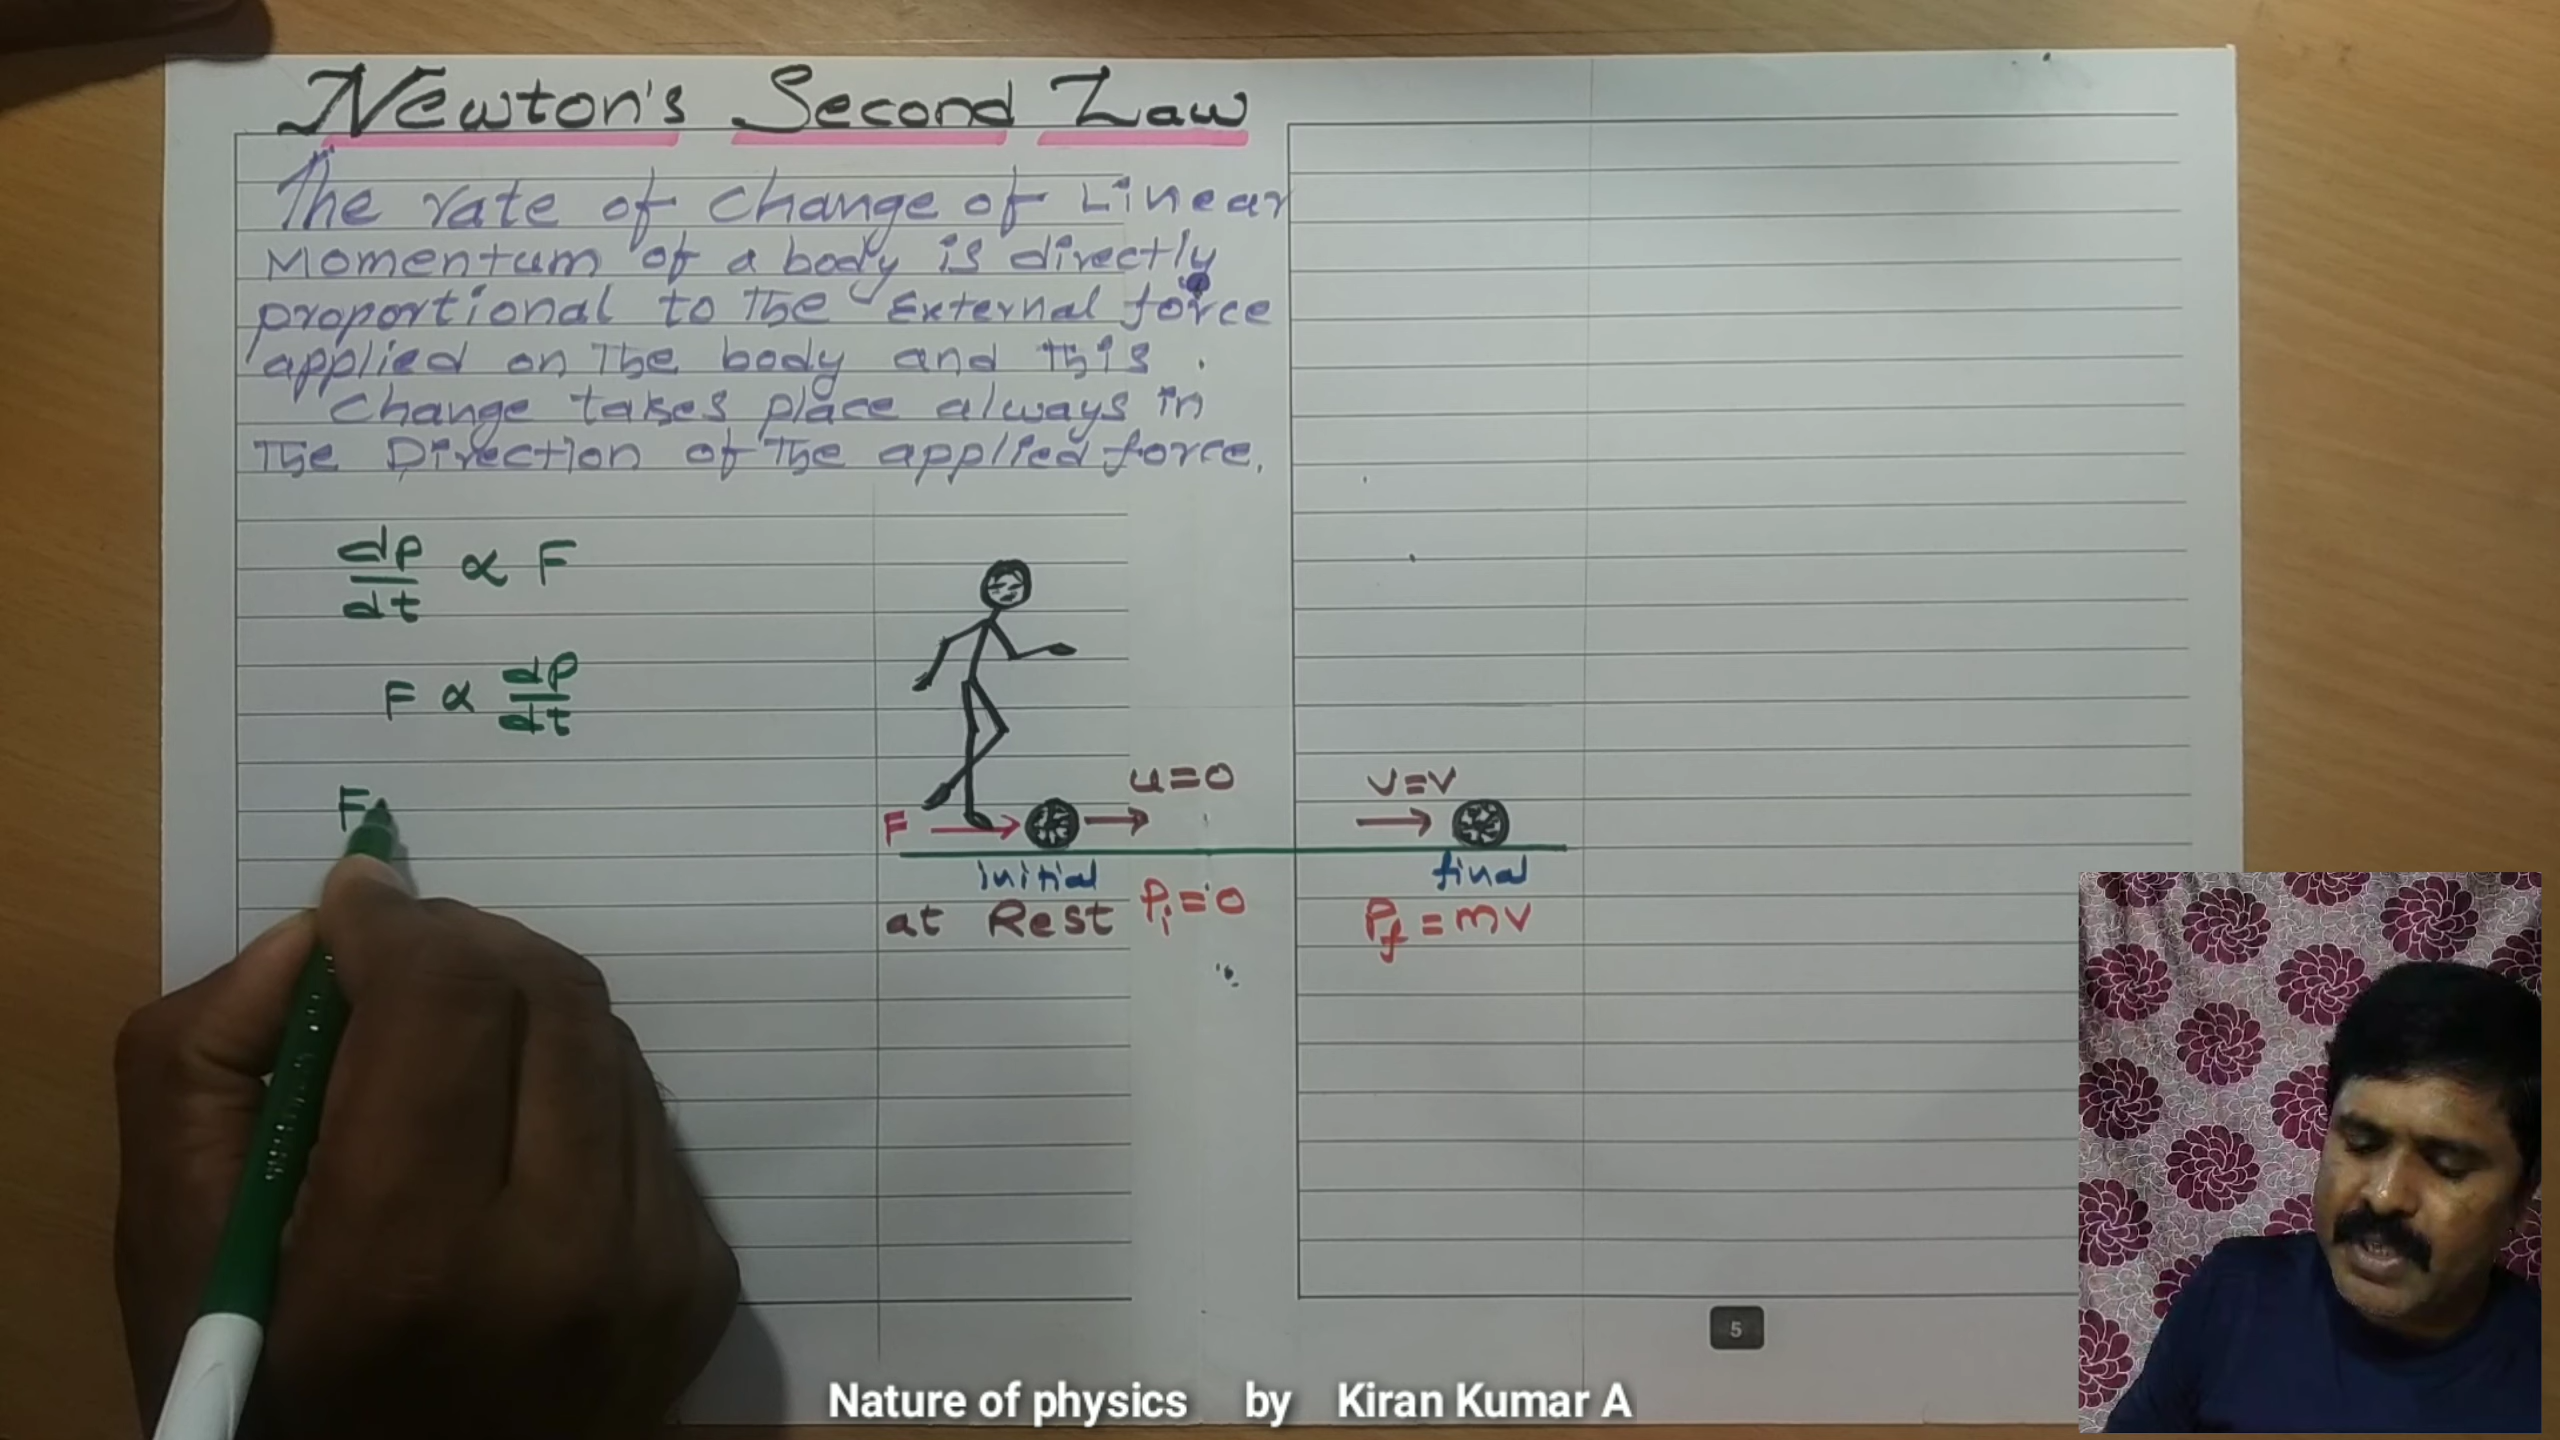 Newton's Second Law
The rate of change of Linear
Momentum of a body is directly
proportional to The External force
applied on The body and this.
change takes place always in
The Direction of The applied force.
dp/dt ∝ F
F ∝ dp/dt
F
u=0
v=v
F
initial
final
at Rest Pi=0
Pf=mv
5
Nature of physics by Kiran Kumar A